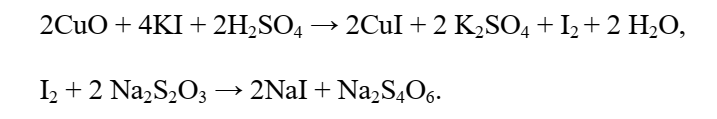 2CuO + 4KI + 2H₂SO₄ → 2CuI + 2 K₂SO₄ + I₂ + 2 H₂O,
I₂ + 2 Na₂S₂O₃ → 2NaI + Na₂S₄O₆.